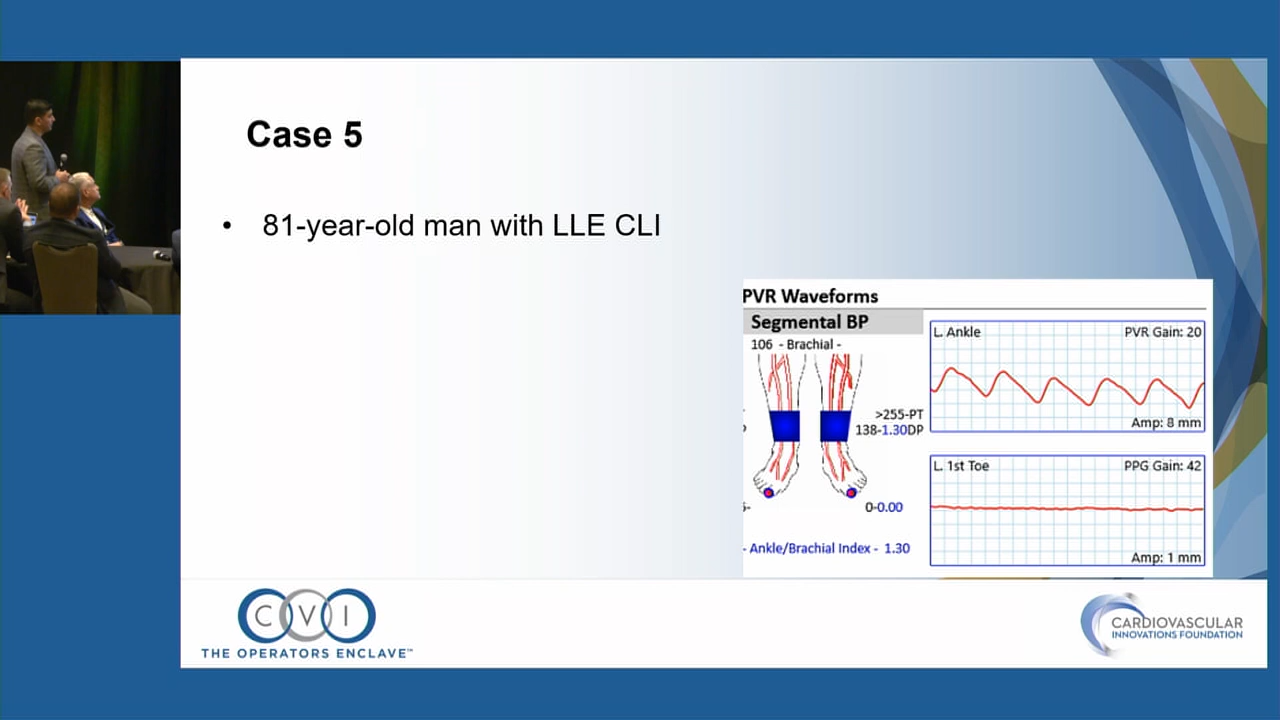 Case 5
• 81-year-old man with LLE CLI
PVR Waveforms
Segmental BP
106 - Brachial -
>255-PT
138-1.30DP
0-0.00
- Ankle/Brachial Index - 1.30
L. Ankle PVR Gain: 20
Amp: 8 mm
L. 1st Toe PPG Gain: 42
Amp: 1 mm
CVI
THE OPERATORS ENCLAVE™
CARDIOVASCULAR
INNOVATIONS FOUNDATION